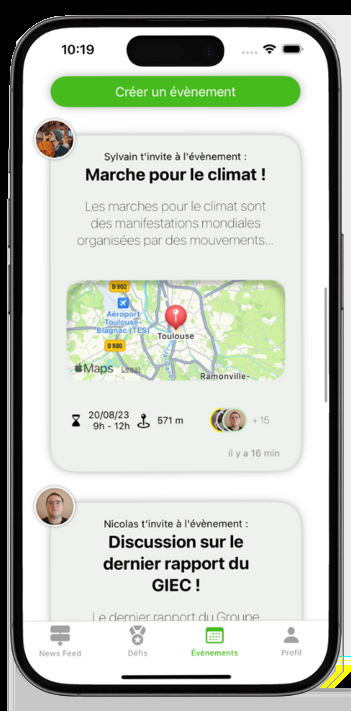 10:19
Créer un évènement
Sylvain t'invite à l'évènement :
Marche pour le climat !
Les marches pour le climat sont
des manifestations mondiales
organisées par des mouvements...
D 902
Aéroport
Toulouse-
Blagnac (TLS)
D 980
Toulouse
Maps
Legal
Ramonville-
20/08/23
9h - 12h
571 m
+ 15
il y a 16 min
Nicolas t'invite à l'évènement :
Discussion sur le
dernier rapport du
GIEC !
Le dernier rapport du Groupe
News Feed
Défis
Évènements
Profil